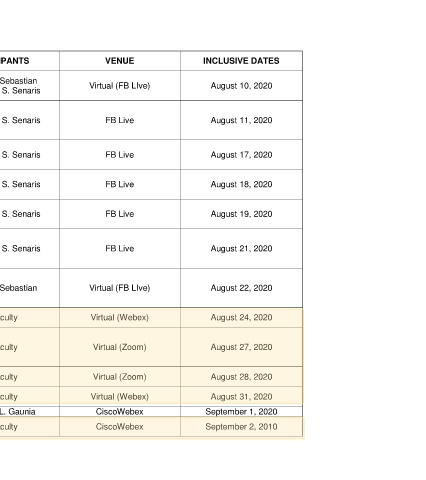 IPANTS VENUE INCLUSIVE DATES
Sebastian
S. Senaris Virtual (FB LIve) August 10, 2020
S. Senaris FB Live August 11, 2020
S. Senaris FB Live August 17, 2020
S. Senaris FB Live August 18, 2020
S. Senaris FB Live August 19, 2020
S. Senaris FB Live August 21, 2020
Sebastian Virtual (FB LIve) August 22, 2020
culty Virtual (Webex) August 24, 2020
culty Virtual (Zoom) August 27, 2020
culty Virtual (Zoom) August 28, 2020
culty Virtual (Webex) August 31, 2020
L. Gaunia CiscoWebex September 1, 2020
culty CiscoWebex September 2, 2010